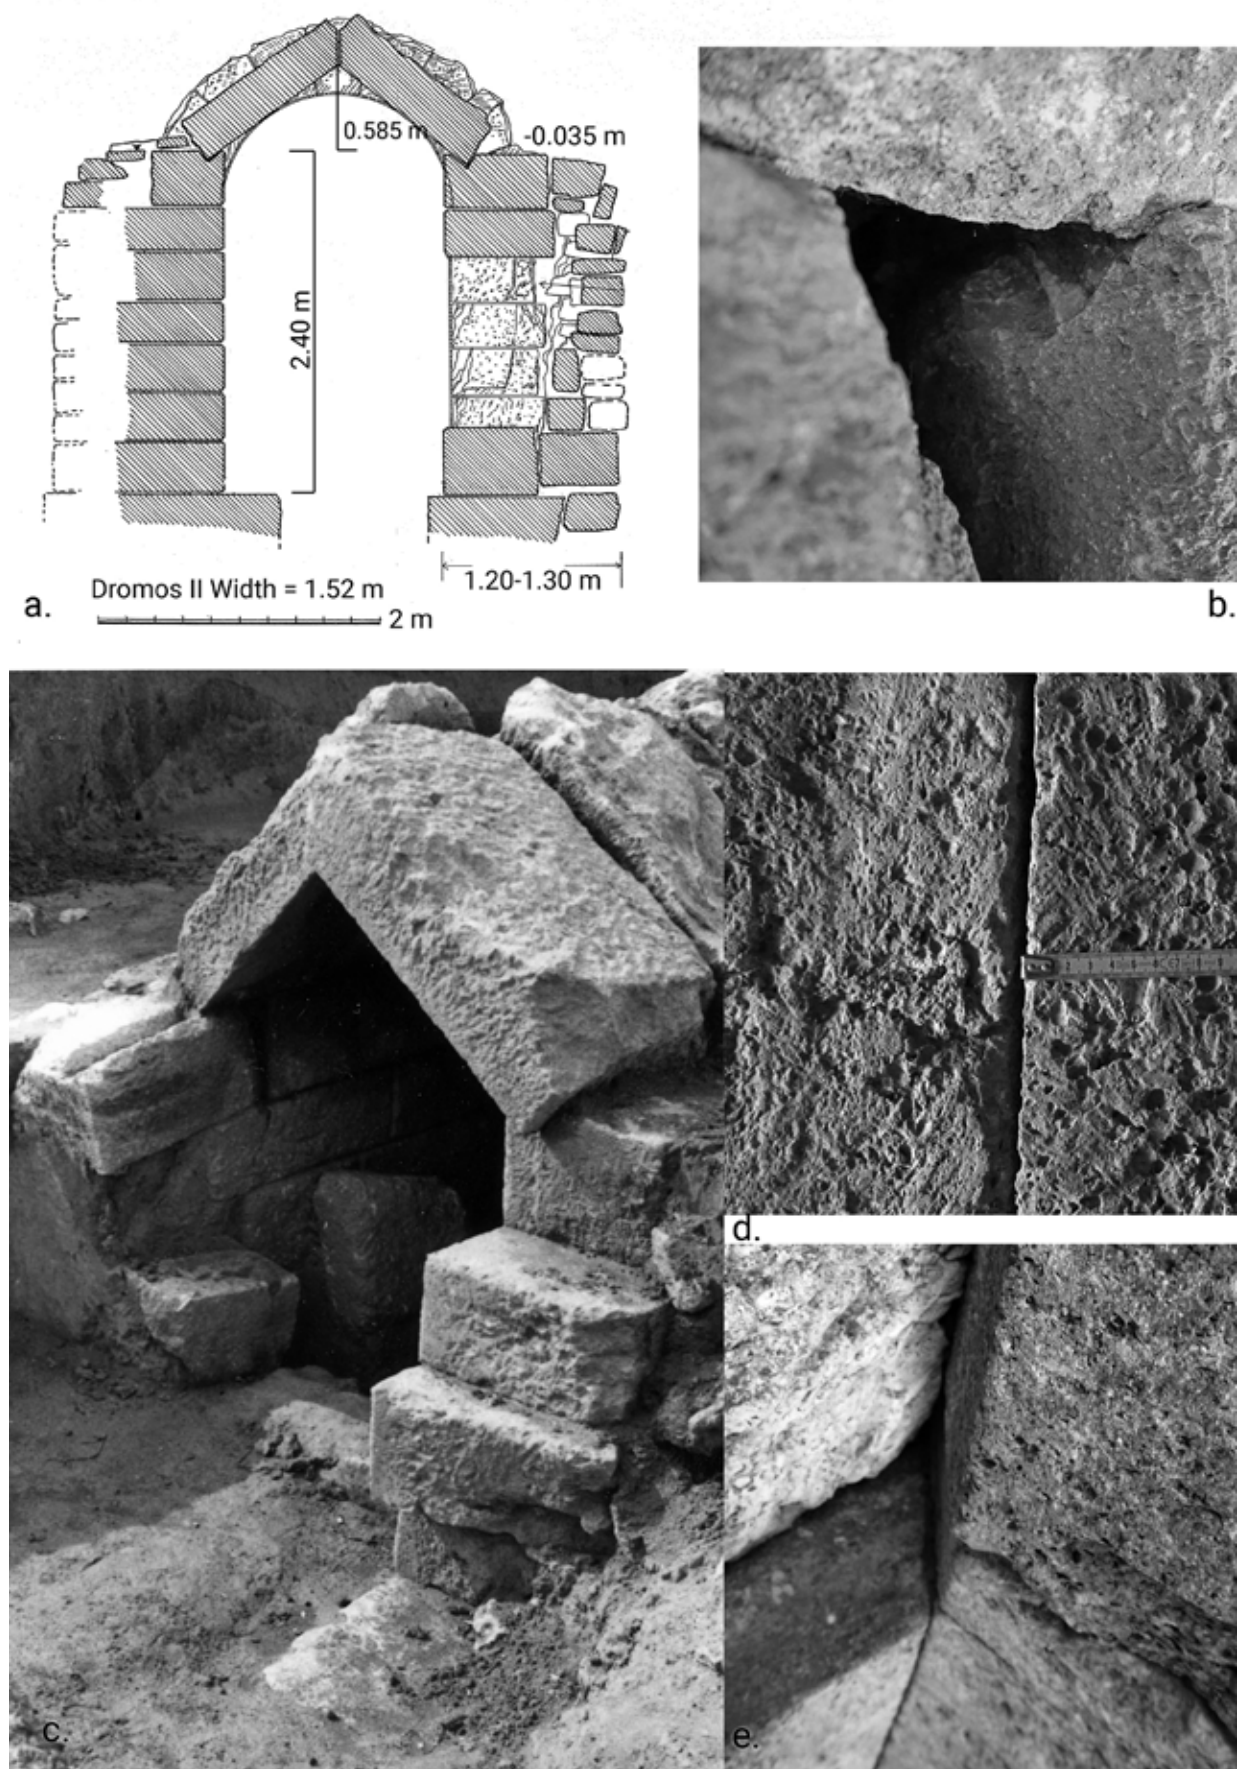 0.585 m
-0.035 m
2.40 m
1.20-1.30 m
Dromos II Width = 1.52 m
2 m
a.
b.
c.
d.
e.